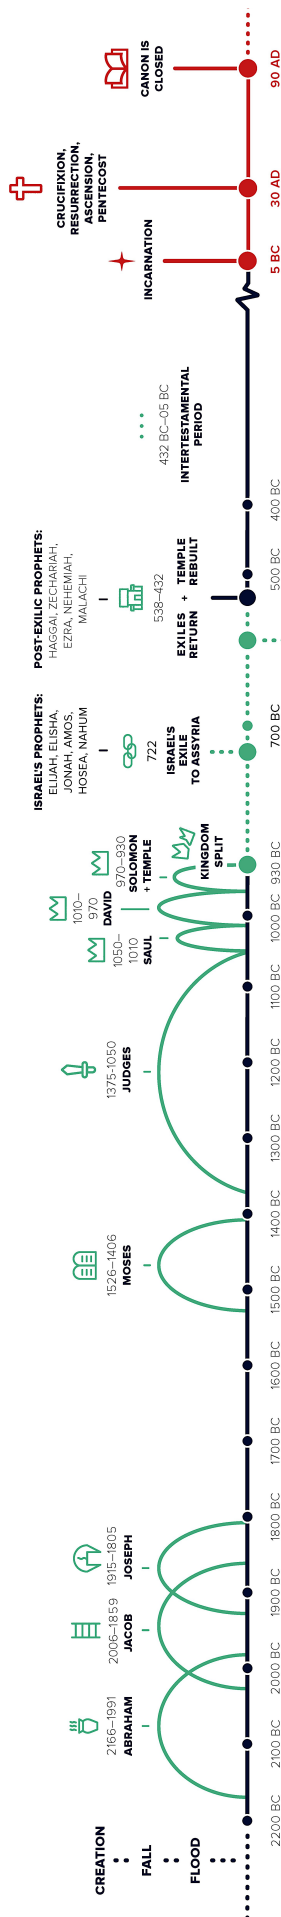 CREATION
FALL
FLOOD
2166–1991
ABRAHAM
2006–1859
JACOB
1915–1805
JOSEPH
1526–1406
MOSES
1375-1050
JUDGES
1050–
1010
SAUL
1010–
970
DAVID
970–930
SOLOMON
+ TEMPLE
KINGDOM
SPLIT
ISRAEL'S PROPHETS:
ELIJAH, ELISHA,
JONAH, AMOS,
HOSEA, NAHUM
722
ISRAEL'S
EXILE
TO ASSYRIA
POST-EXILIC PROPHETS:
HAGGAI, ZECHARIAH,
EZRA, NEHEMIAH,
MALACHI
538–432
EXILES + TEMPLE
RETURN REBUILT
432 BC–05 BC
INTERTESTAMENTAL
PERIOD
INCARNATION
CRUCIFIXION,
RESURRECTION,
ASCENSION,
PENTECOST
CANON IS
CLOSED
2200 BC
2100 BC
2000 BC
1900 BC
1800 BC
1700 BC
1600 BC
1500 BC
1400 BC
1300 BC
1200 BC
1100 BC
1000 BC
930 BC
700 BC
500 BC
400 BC
5 BC
30 AD
90 AD